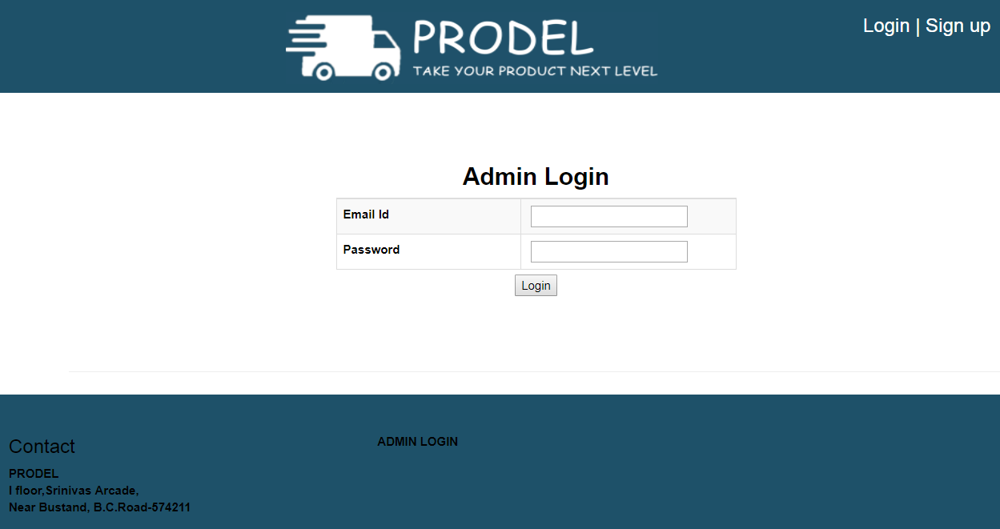 PRODEL
TAKE YOUR PRODUCT NEXT LEVEL
Login | Sign up
Admin Login
Email Id
Password
Login
Contact
ADMIN LOGIN
PRODEL
I floor,Srinivas Arcade,
Near Bustand, B.C.Road-574211